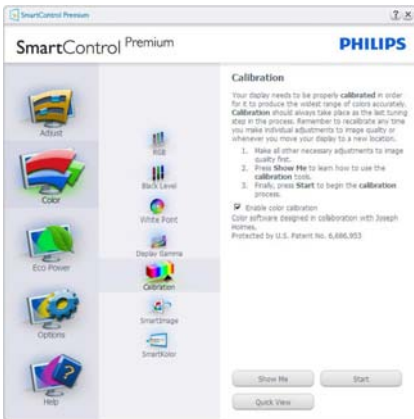 SmartControl Premium
SmartControl Premium
PHILIPS
Adjust
Color
Eco Power
Options
Help
RGB
Black Level
White Point
Display Gamma
Calibration
SmartImage
SmartKolor
Calibration
Your display needs to be properly calibrated in order
for it to produce the widest range of colors accurately.
Calibration should always take place as the last tuning
step in the process. Remember to recalibrate any time
you make individual adjustments to image quality or
whenever you move your display to a new location.
1. Make all other necessary adjustments to image
quality first.
2. Press Show Me to learn how to use the
calibration tools.
3. Finally, press Start to begin the calibration
process.
Enable color calibration
Color software designed in collaboration with Joseph
Holmes.
Protected by U.S. Patent No. 6,686,953
Show Me
Start
Quick View